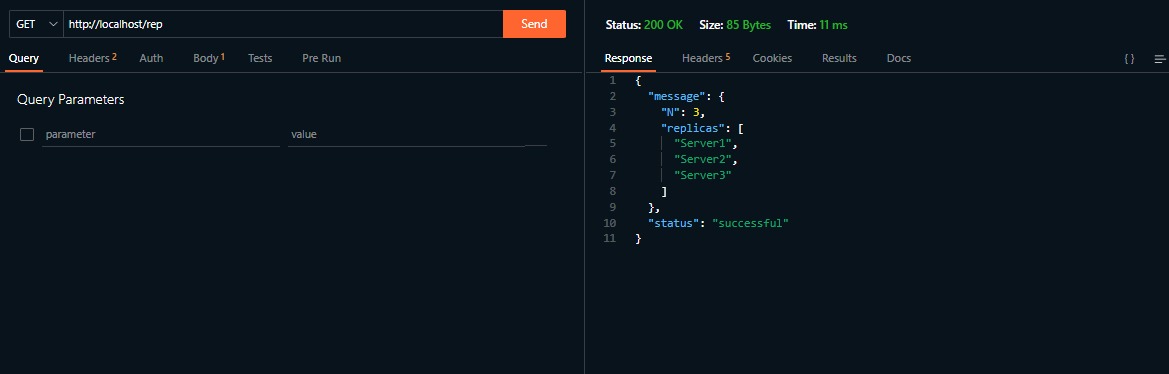 GET http://localhost/rep Send
Query Headers 2 Auth Body 1 Tests Pre Run
Query Parameters
parameter value
Status: 200 OK Size: 85 Bytes Time: 11 ms
Response Headers 5 Cookies Results Docs {}
1 {
2 "message": {
3 "N": 3,
4 "replicas": [
5 "Server1",
6 "Server2",
7 "Server3"
8 ]
9 },
10 "status": "successful"
11 }